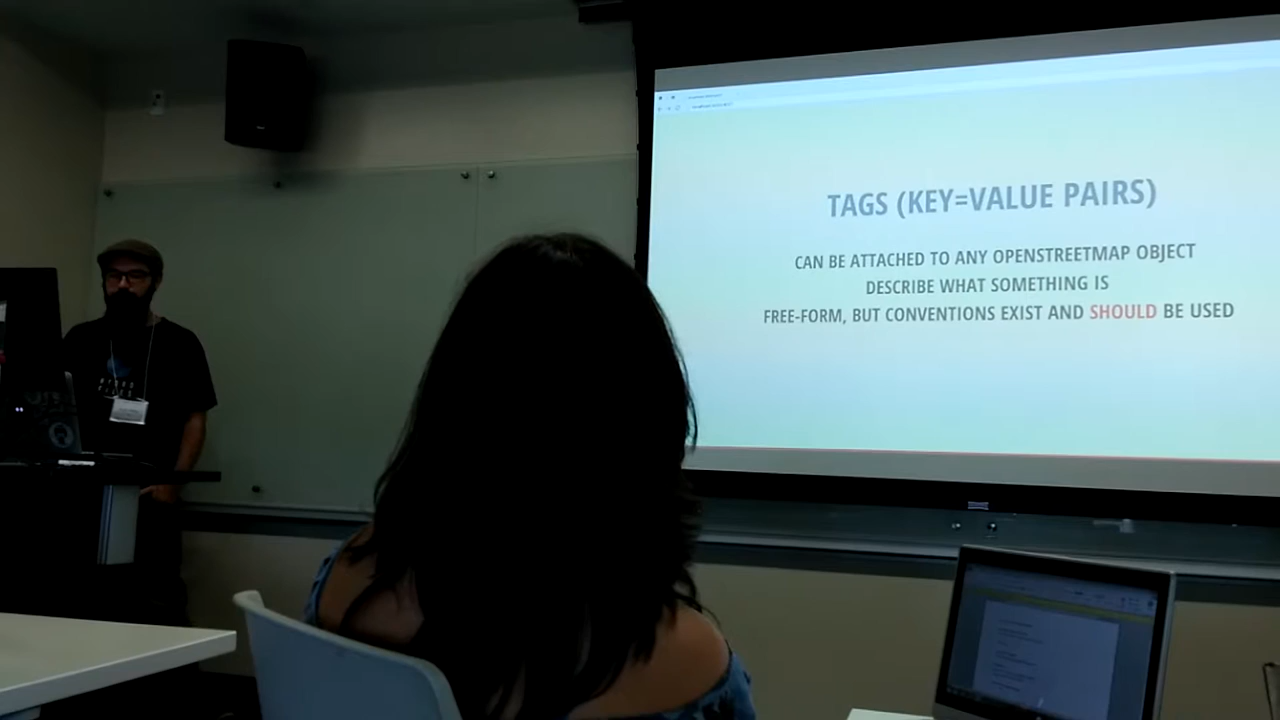 TAGS (KEY=VALUE PAIRS)
CAN BE ATTACHED TO ANY OPENSTREETMAP OBJECT
DESCRIBE WHAT SOMETHING IS
FREE-FORM, BUT CONVENTIONS EXIST AND SHOULD BE USED